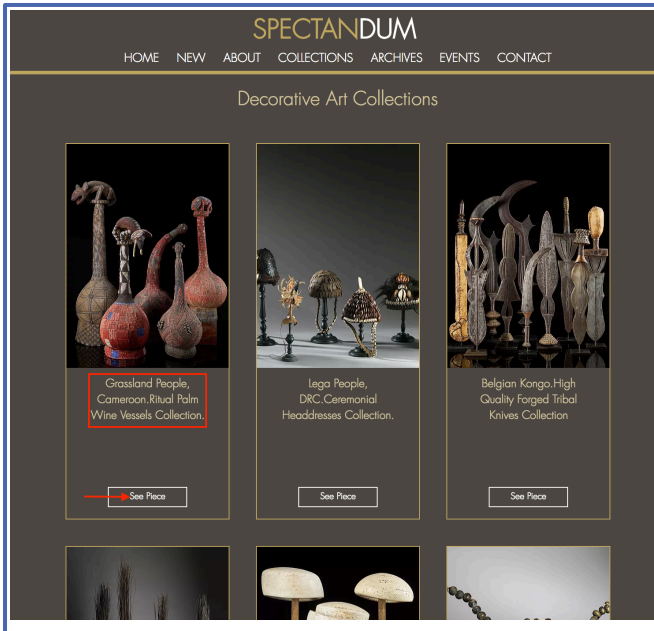 SPECTANDUM
HOME NEW ABOUT COLLECTIONS ARCHIVES EVENTS CONTACT
Decorative Art Collections
Grassland People,
Cameroon.Ritual Palm
Wine Vessels Collection.
See Piece
Lega People,
DRC.Ceremonial
Headdresses Collection.
See Piece
Belgian Kongo.High
Quality Forged Tribal
Knives Collection
See Piece